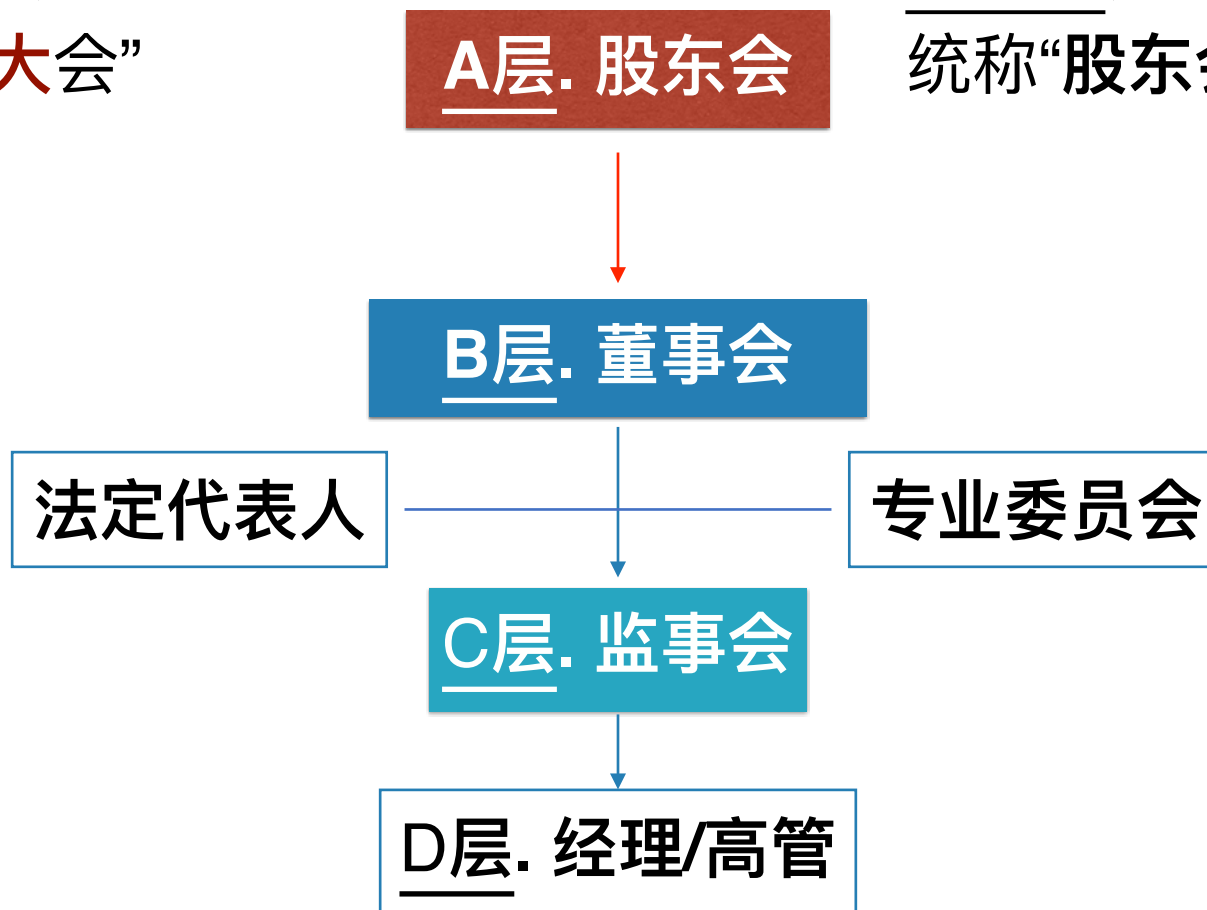 大会”
A层. 股东会
统称“股东会
B层. 董事会
法定代表人
专业委员会
C层. 监事会
D层. 经理/高管